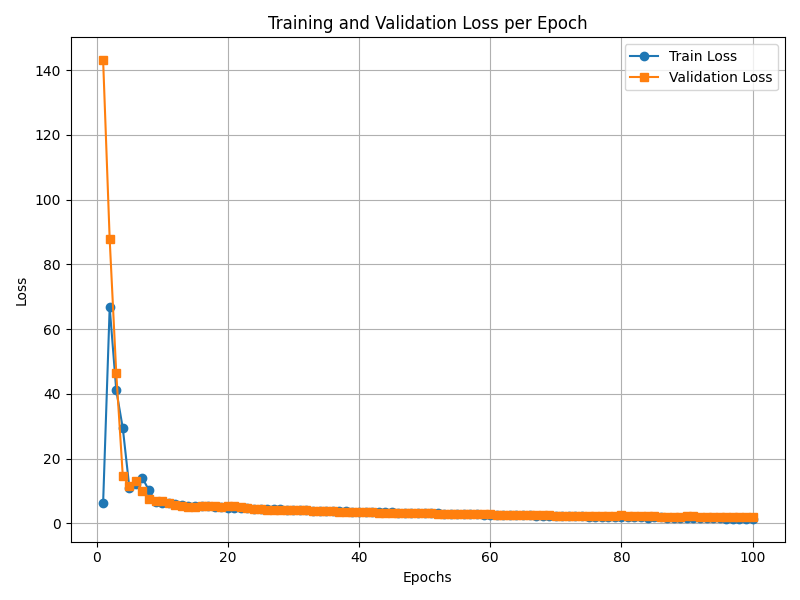 Training and Validation Loss per Epoch
Train Loss
Validation Loss
140
120
100
80
60
40
20
0
Loss
0 20 40 60 80 100
Epochs